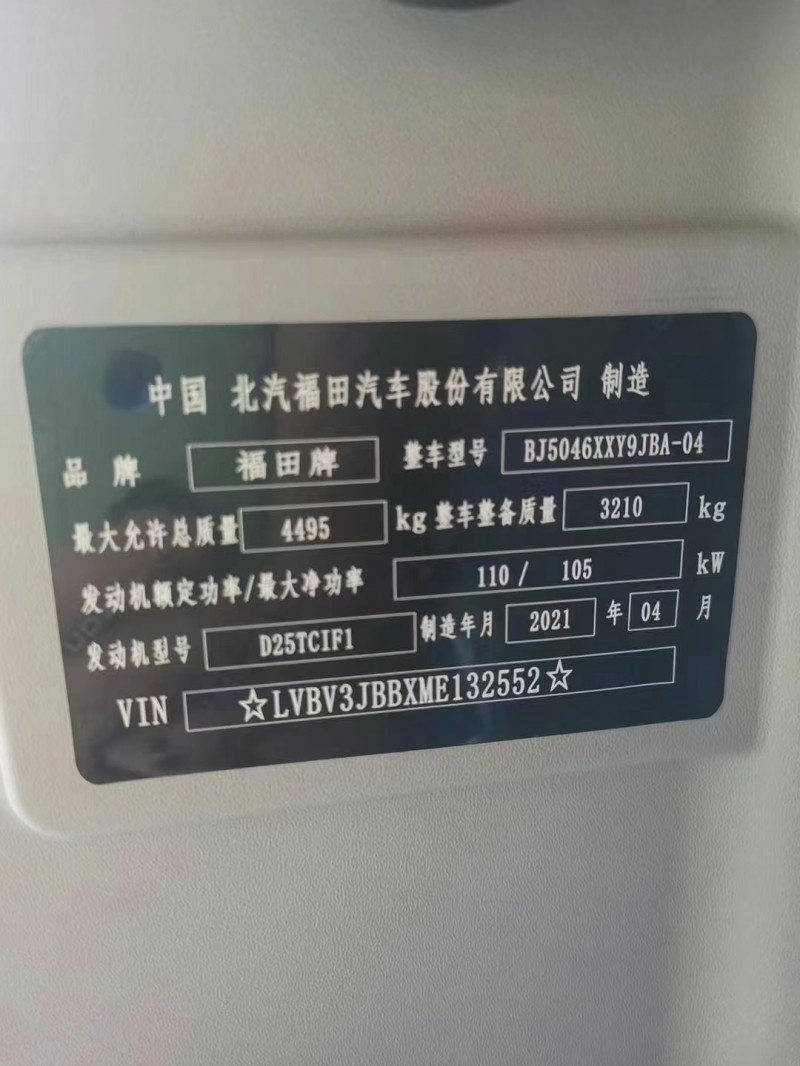 中国 北汽福田汽车股份有限公司 制造
品 牌 福田牌 整车型号 BJ5046XXY9JBA-04
最大允许总质量 4495 kg 整车整备质量 3210 kg
发动机额定功率/最大净功率 110 / 105 kW
发动机型号 D25TCIF1 制造年月 2021 年 04 月
VIN ☆LVBV3JBBXME132552☆